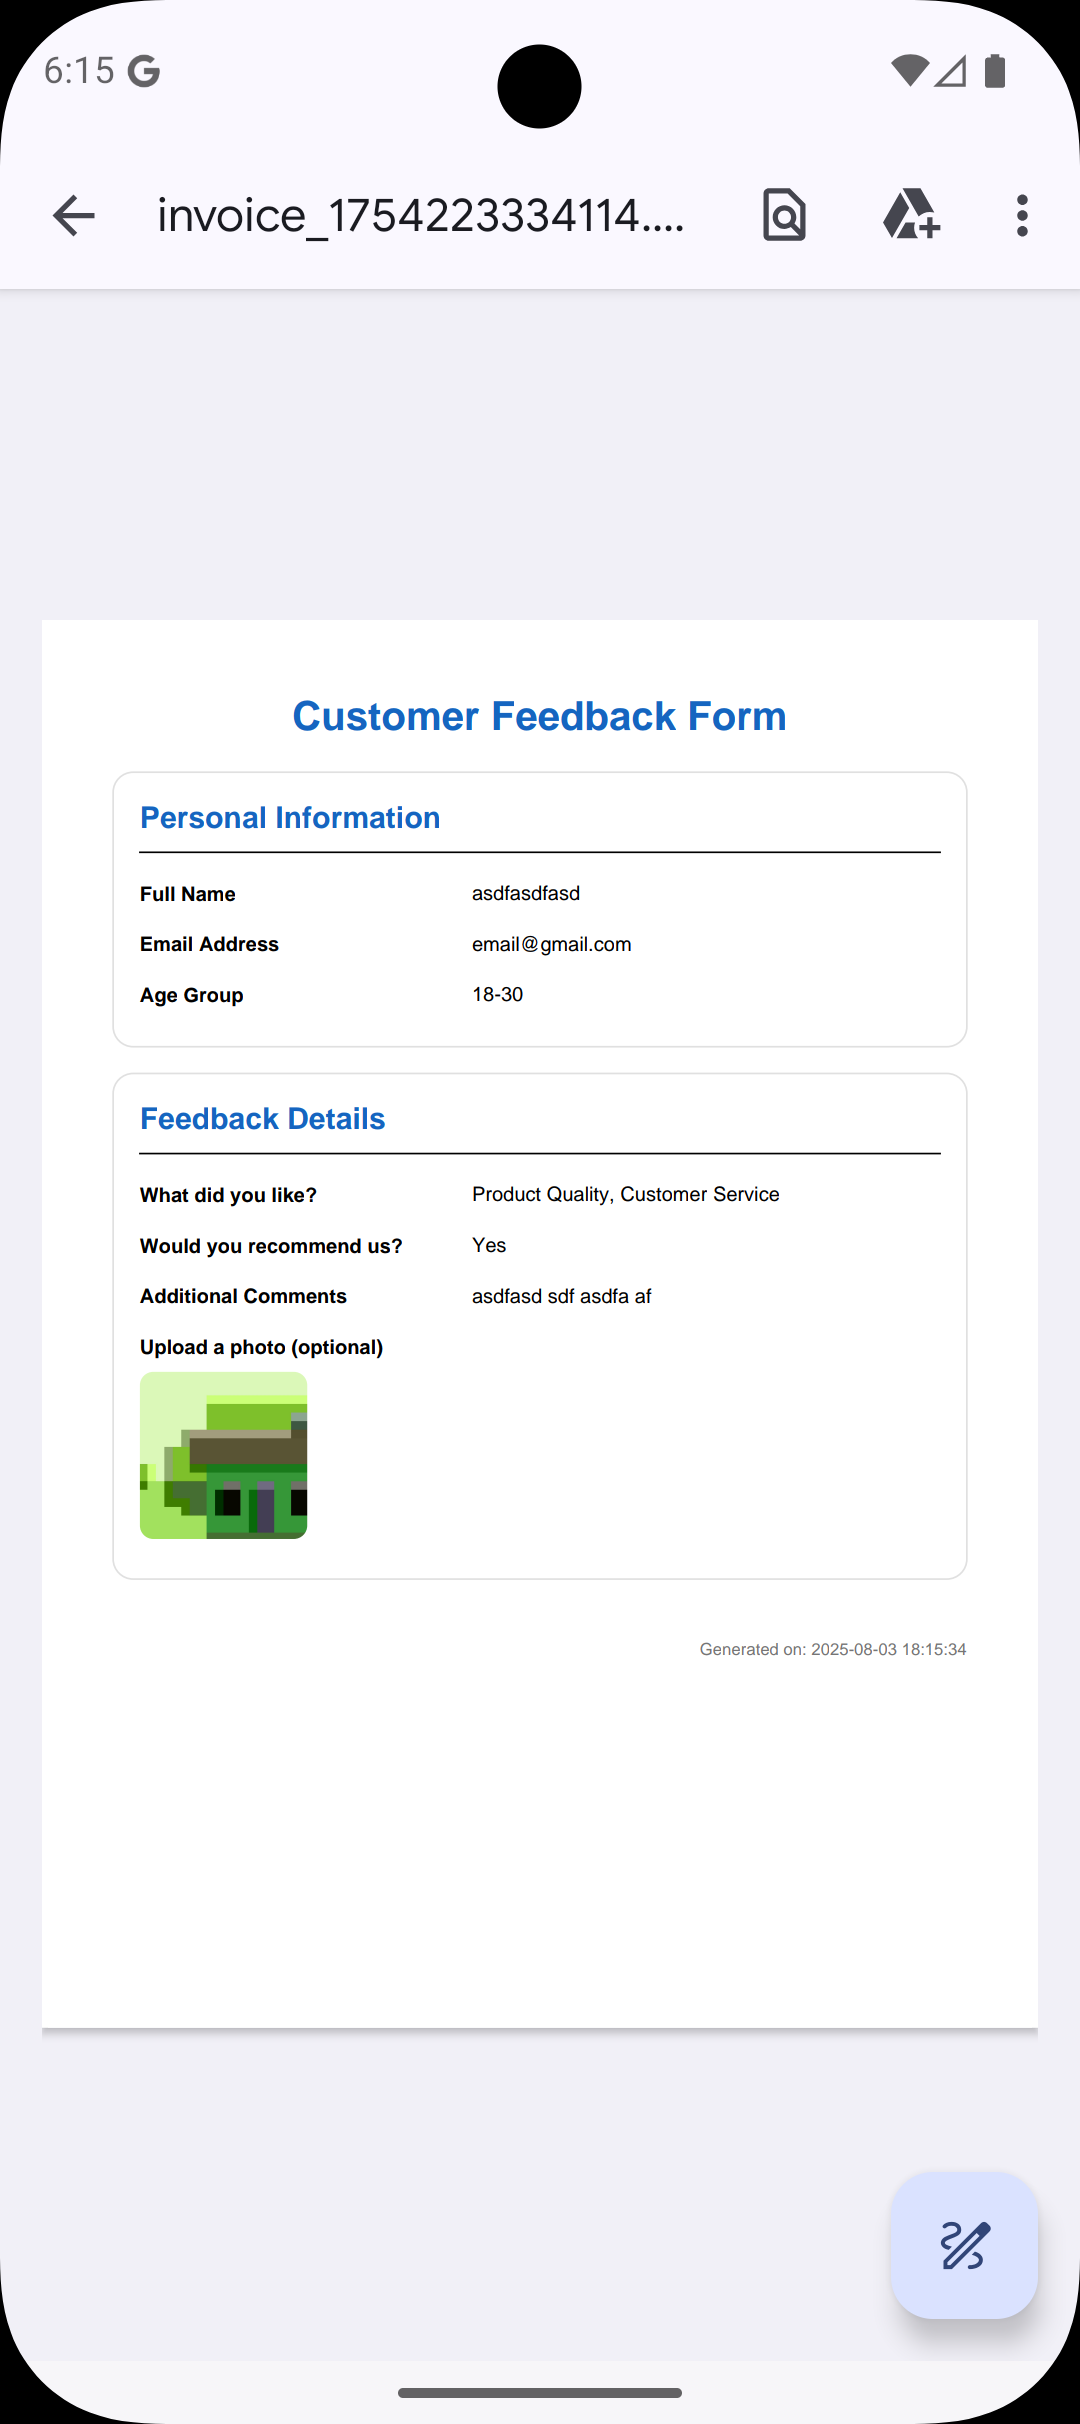 6:15
invoice_1754223334114....
Customer Feedback Form
Personal Information
Full Name asdfasdfasd
Email Address email@gmail.com
Age Group 18-30
Feedback Details
What did you like? Product Quality, Customer Service
Would you recommend us? Yes
Additional Comments asdfasd sdf asdfa af
Upload a photo (optional)
Generated on: 2025-08-03 18:15:34